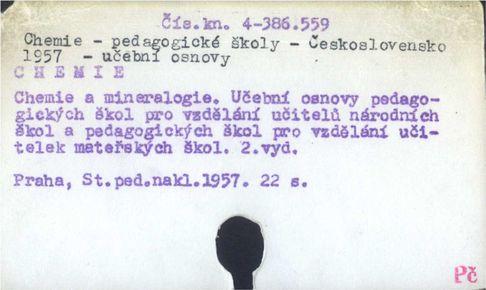 Čís.kn. 4-386.559
Chemie - pedagogické školy - Československo
1957 - učební osnovy
C H E M I E
Chemie a mineralogie. Učební osnovy pedago-
gických škol pro vzdělání učitelů národních
škol a pedagogických škol pro vzdělání uči-
telek mateřských škol. 2.vyd.
Praha, St.ped.nakl.1957. 22 s.
Pč